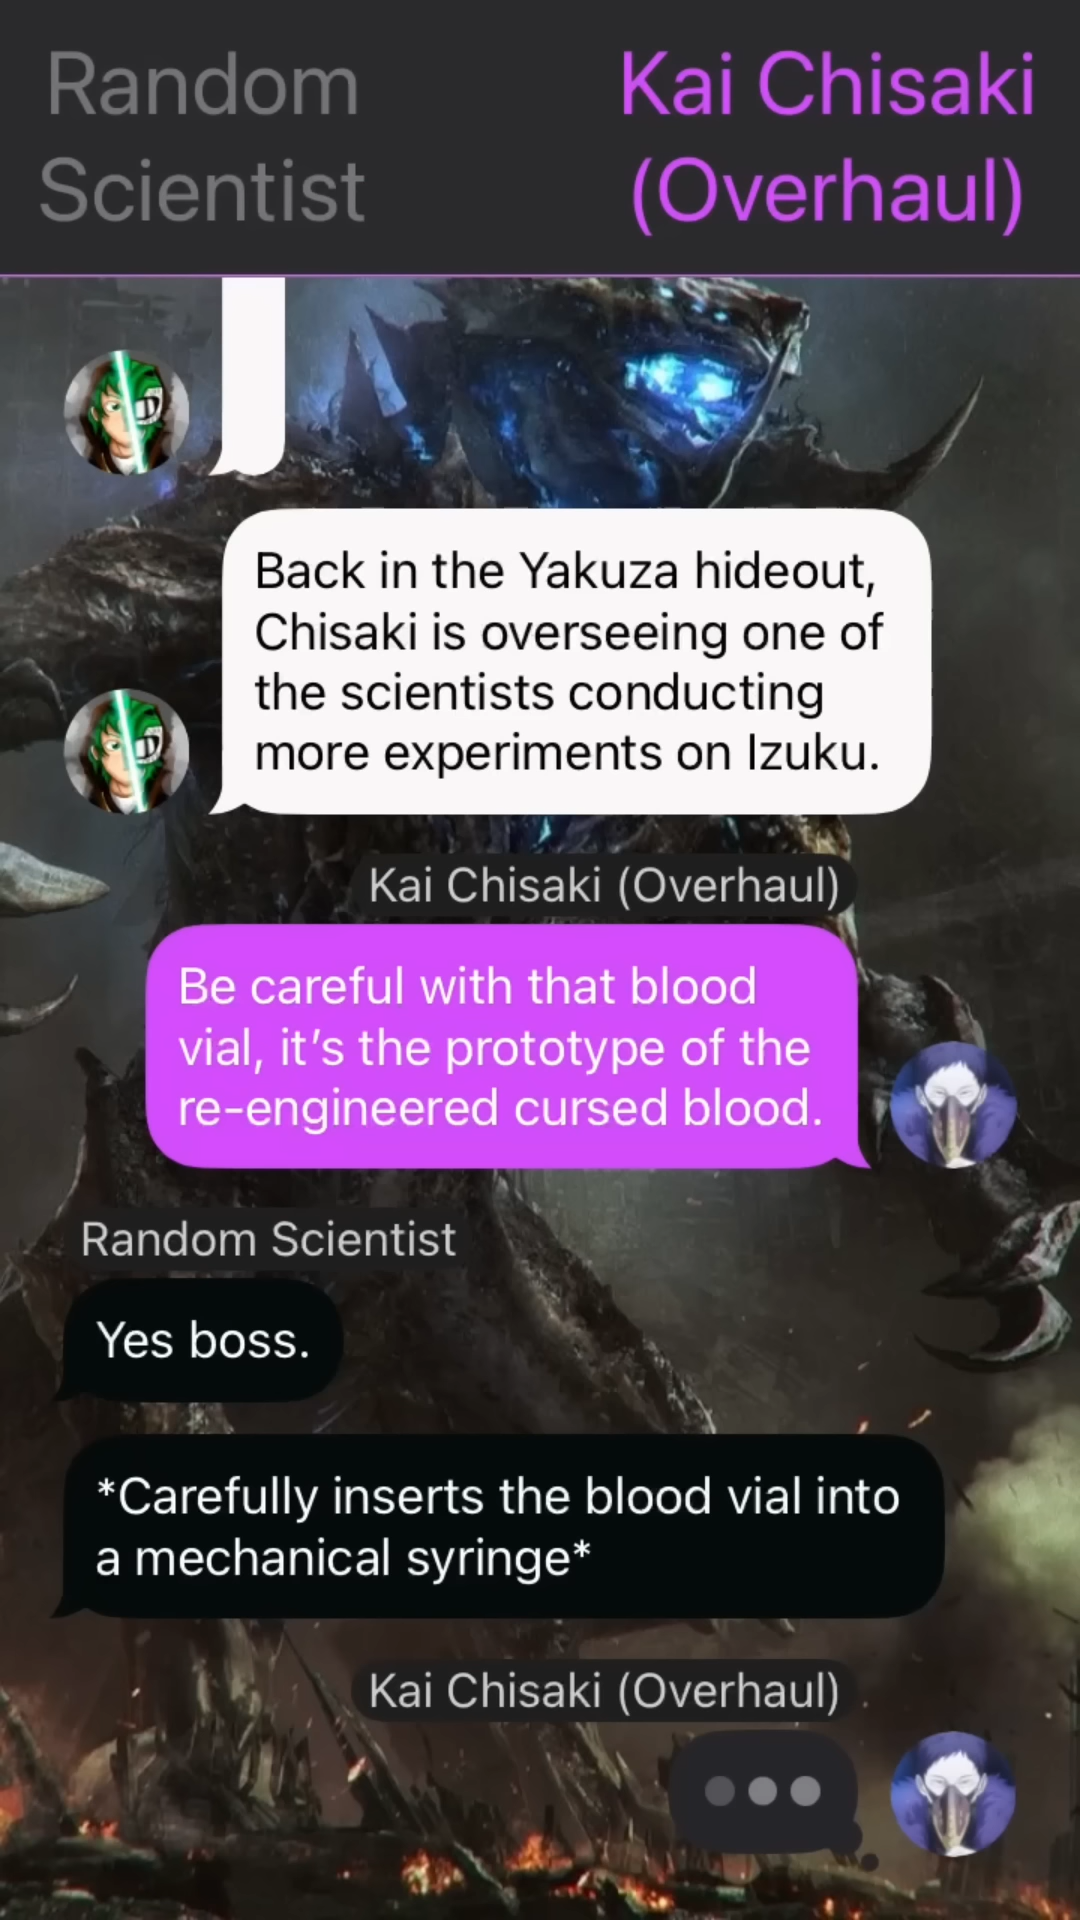 Random
Scientist
Kai Chisaki
(Overhaul)
Back in the Yakuza hideout,
Chisaki is overseeing one of
the scientists conducting
more experiments on Izuku.
Kai Chisaki (Overhaul)
Be careful with that blood
vial, it’s the prototype of the
re-engineered cursed blood.
Random Scientist
Yes boss.
*Carefully inserts the blood vial into
a mechanical syringe*
Kai Chisaki (Overhaul)